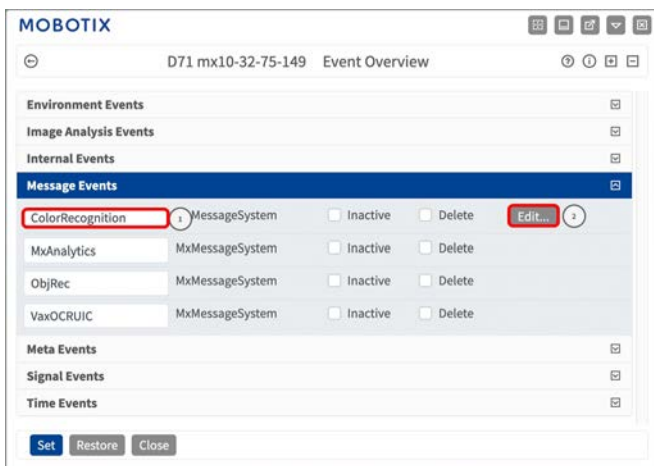 MOBOTIX
D71 mx10-32-75-149 Event Overview
Environment Events
Image Analysis Events
Internal Events
Message Events
ColorRecognition 1 MessageSystem Inactive Delete Edit... 2
MxAnalytics MxMessageSystem Inactive Delete
ObjRec MxMessageSystem Inactive Delete
VaxOCRUIC MxMessageSystem Inactive Delete
Meta Events
Signal Events
Time Events
Set Restore Close